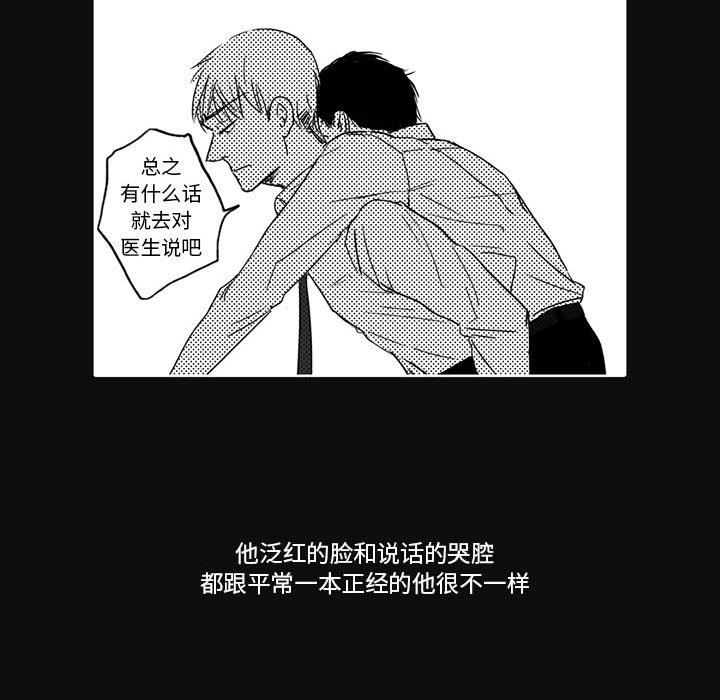 总之
有什么话
就去对
医生说吧
他泛红的脸和说话的哭腔
都跟平常一本正经的他很不一样